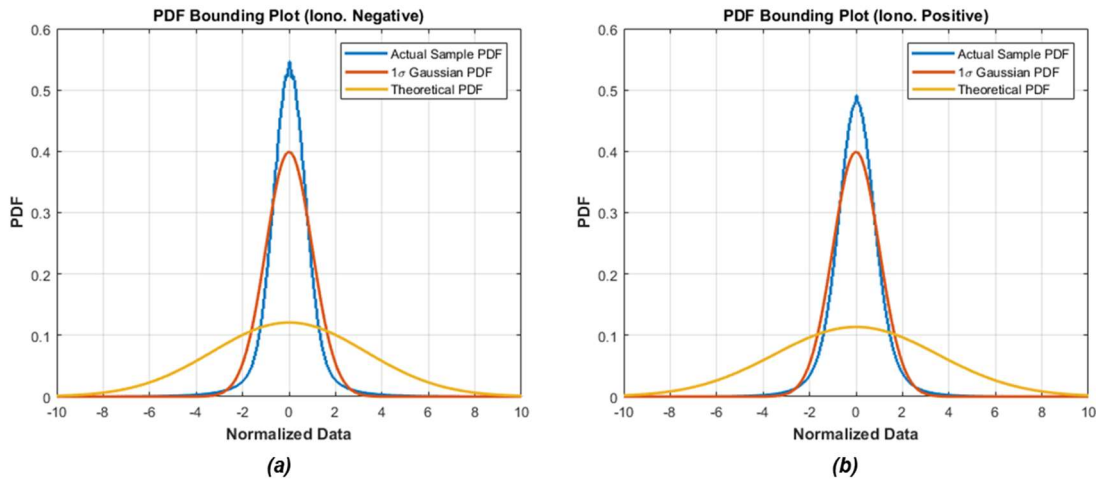 PDF Bounding Plot (Iono. Negative)
0.6
0.5
0.4
0.3
0.2
0.1
0
PDF
Actual Sample PDF
1σ Gaussian PDF
Theoretical PDF
-10 -8 -6 -4 -2 0 2 4 6 8 10
Normalized Data
(a)
PDF Bounding Plot (Iono. Positive)
0.6
0.5
0.4
0.3
0.2
0.1
0
PDF
Actual Sample PDF
1σ Gaussian PDF
Theoretical PDF
-10 -8 -6 -4 -2 0 2 4 6 8 10
Normalized Data
(b)